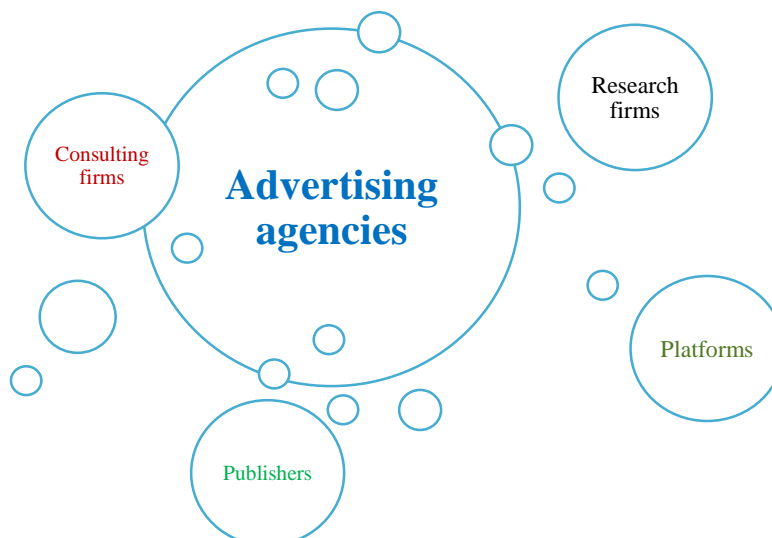 Research
firms
Consulting
firms
Advertising
agencies
Platforms
Publishers